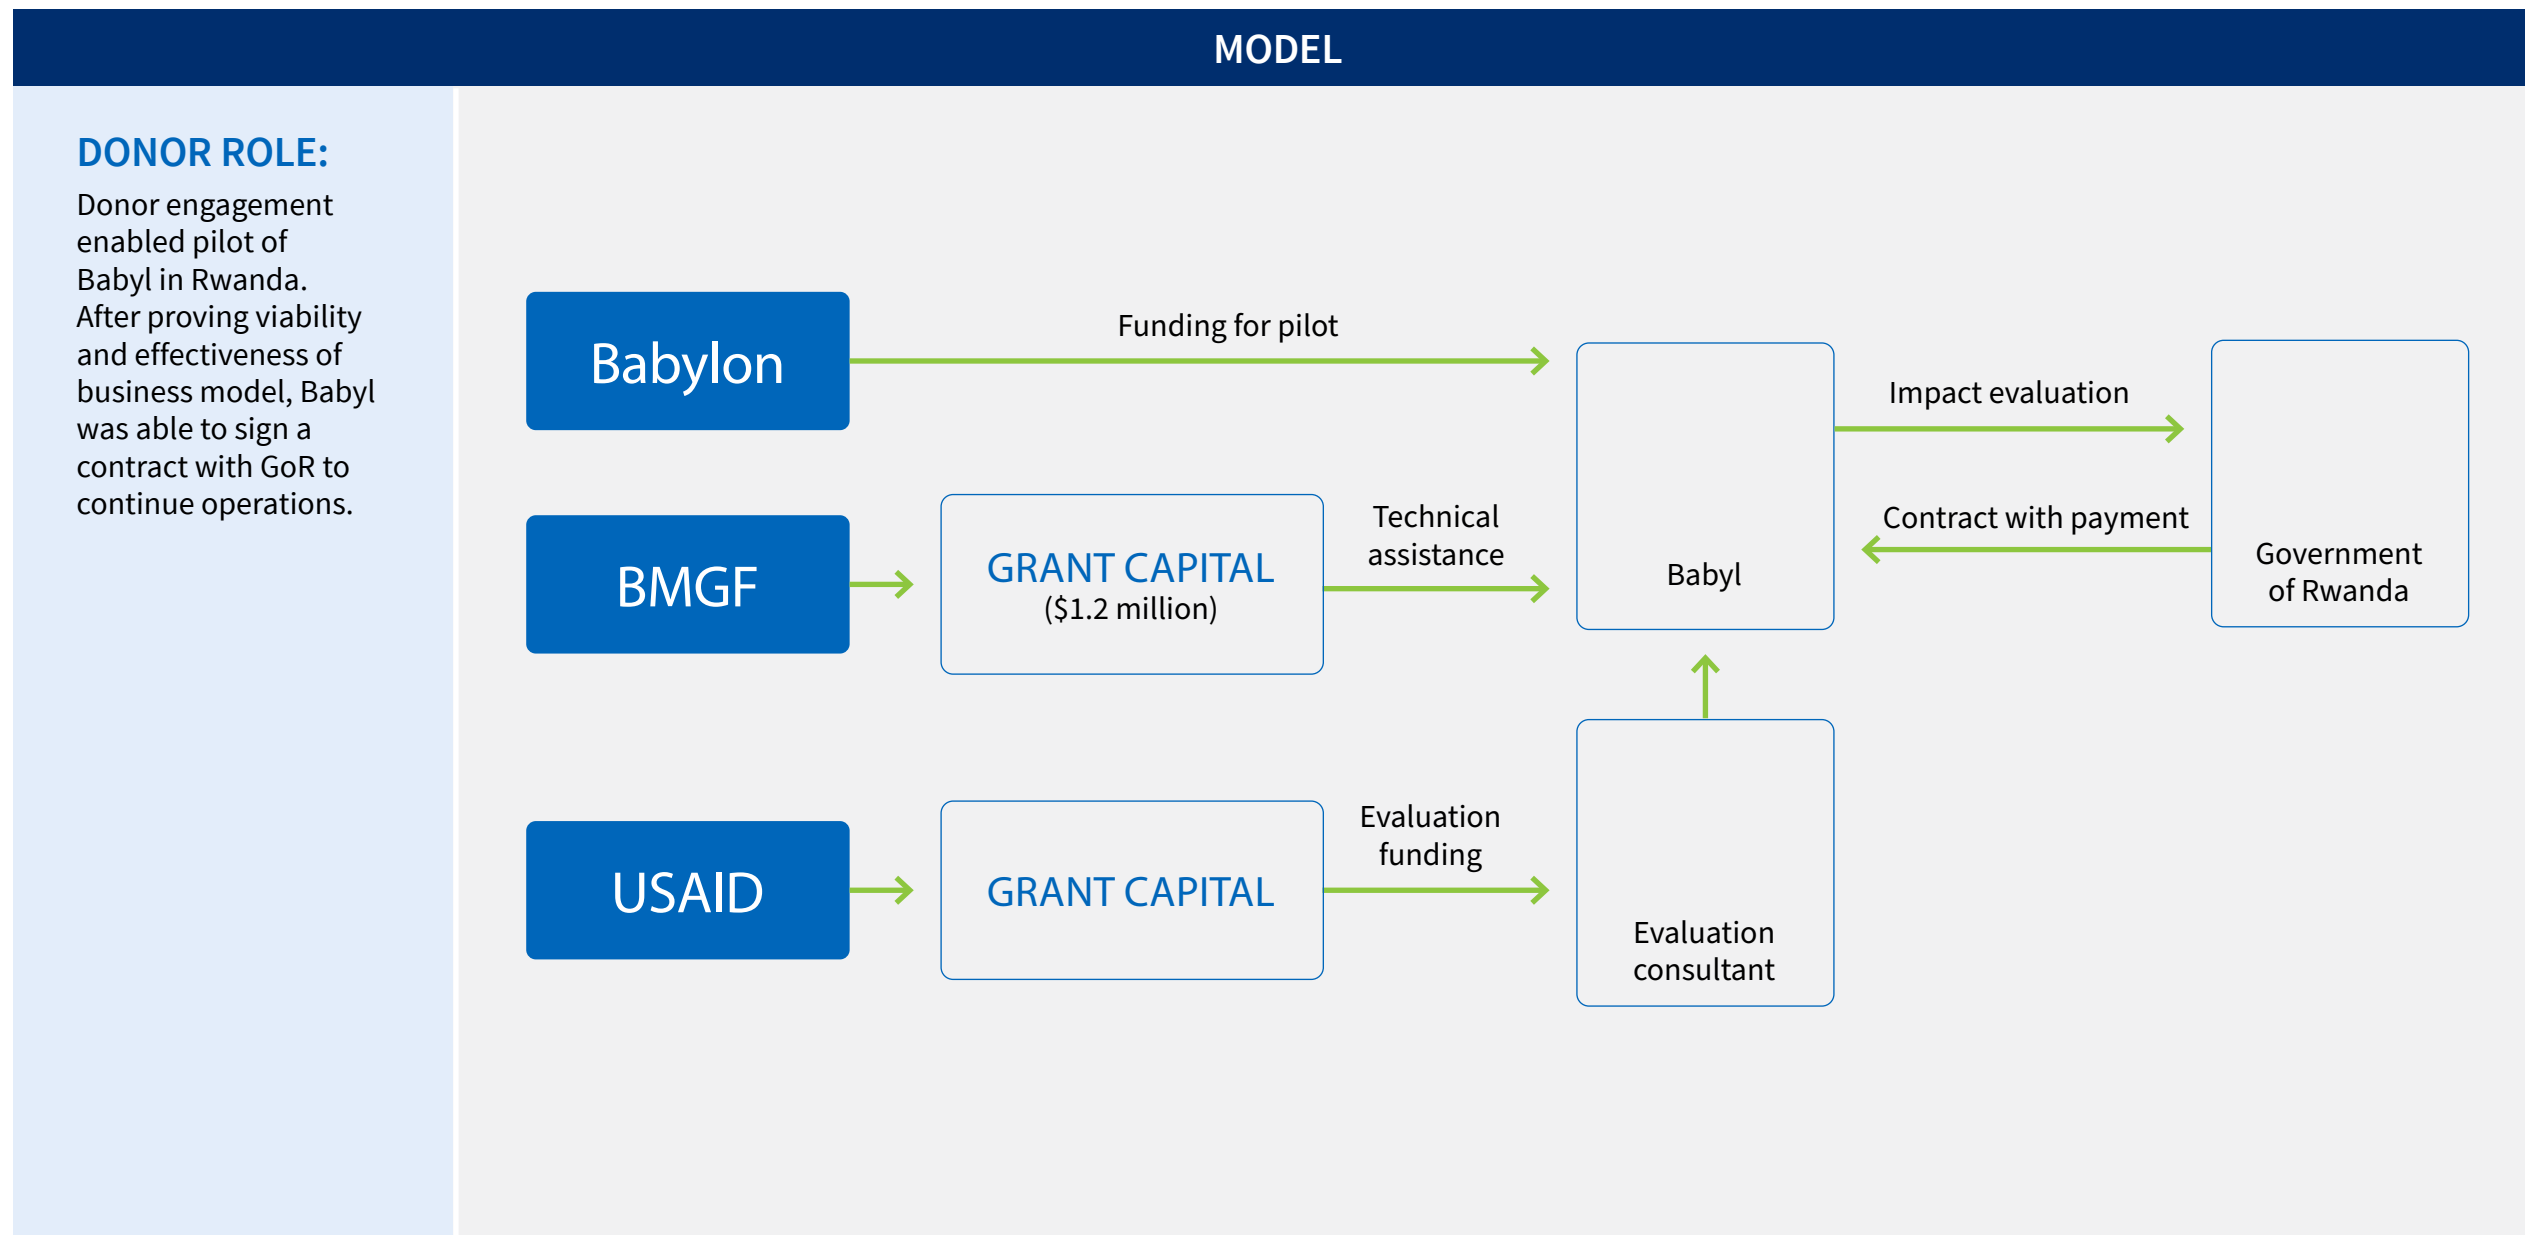 MODEL
DONOR ROLE:
Donor engagement
enabled pilot of
Babyl in Rwanda.
After proving viability
and effectiveness of
business model, Babyl
was able to sign a
contract with GoR to
continue operations.
Babylon
Funding for pilot
BMGF
GRANT CAPITAL
($1.2 million)
Technical
assistance
USAID
GRANT CAPITAL
Evaluation
funding
Babyl
Evaluation
consultant
Impact evaluation
Contract with payment
Government
of Rwanda